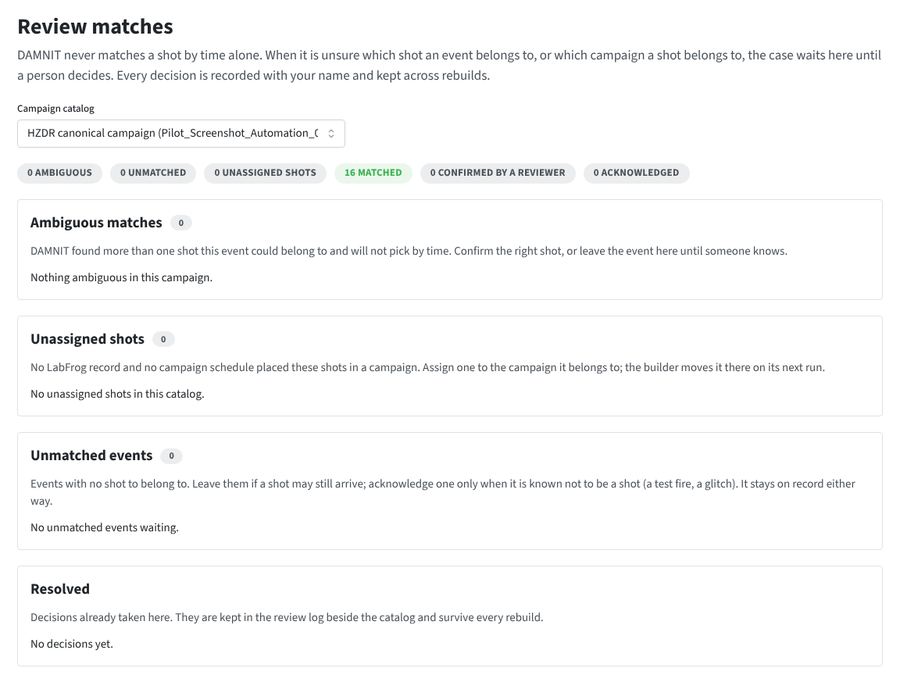 Review matches
DAMNIT never matches a shot by time alone. When it is unsure which shot an event belongs to, or which campaign a shot belongs to, the case waits here until
a person decides. Every decision is recorded with your name and kept across rebuilds.
Campaign catalog
HZDR canonical campaign (Pilot_Screenshot_Automation_(
0 AMBIGUOUS 0 UNMATCHED 0 UNASSIGNED SHOTS 16 MATCHED 0 CONFIRMED BY A REVIEWER 0 ACKNOWLEDGED
Ambiguous matches 0
DAMNIT found more than one shot this event could belong to and will not pick by time. Confirm the right shot, or leave the event here until someone knows.
Nothing ambiguous in this campaign.
Unassigned shots 0
No LabFrog record and no campaign schedule placed these shots in a campaign. Assign one to the campaign it belongs to; the builder moves it there on its next run.
No unassigned shots in this catalog.
Unmatched events 0
Events with no shot to belong to. Leave them if a shot may still arrive; acknowledge one only when it is known not to be a shot (a test fire, a glitch). It stays on record either
way.
No unmatched events waiting.
Resolved
Decisions already taken here. They are kept in the review log beside the catalog and survive every rebuild.
No decisions yet.